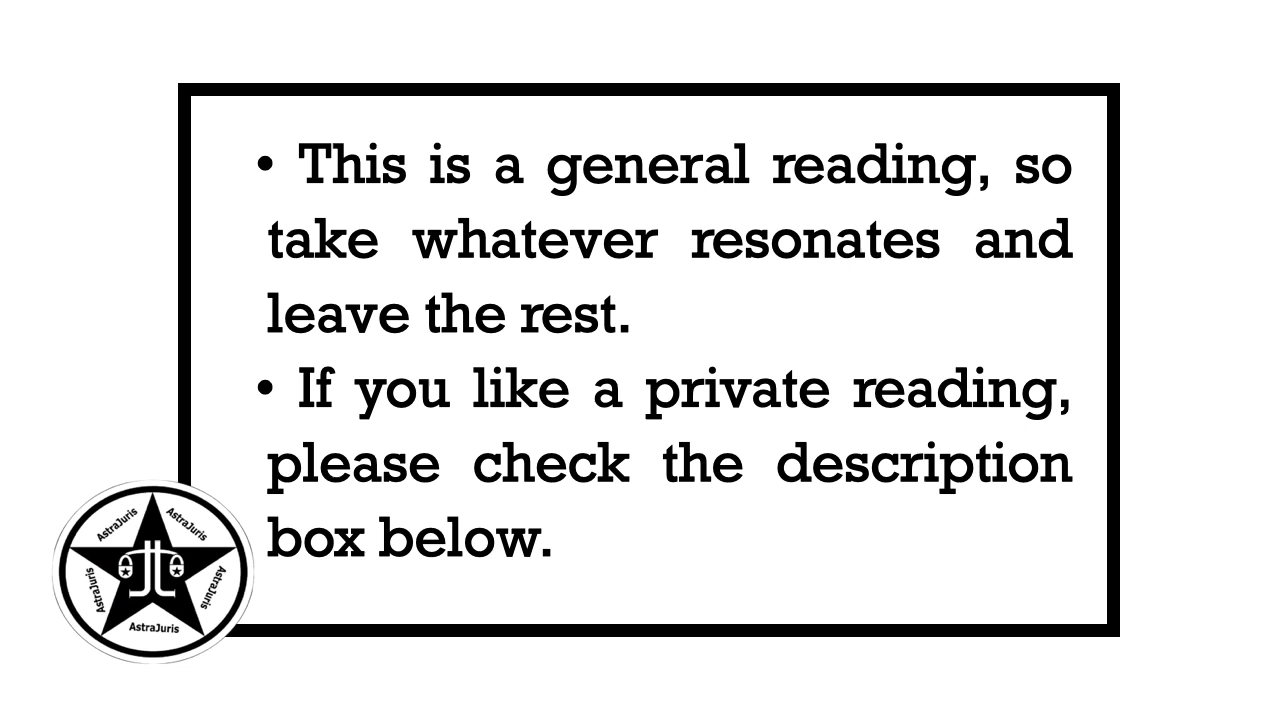 • This is a general reading, so
take whatever resonates and
leave the rest.
• If you like a private reading,
please check the description
box below.
AstraJuris
AstraJuris
AstraJuris
AstraJuris
AstraJuris